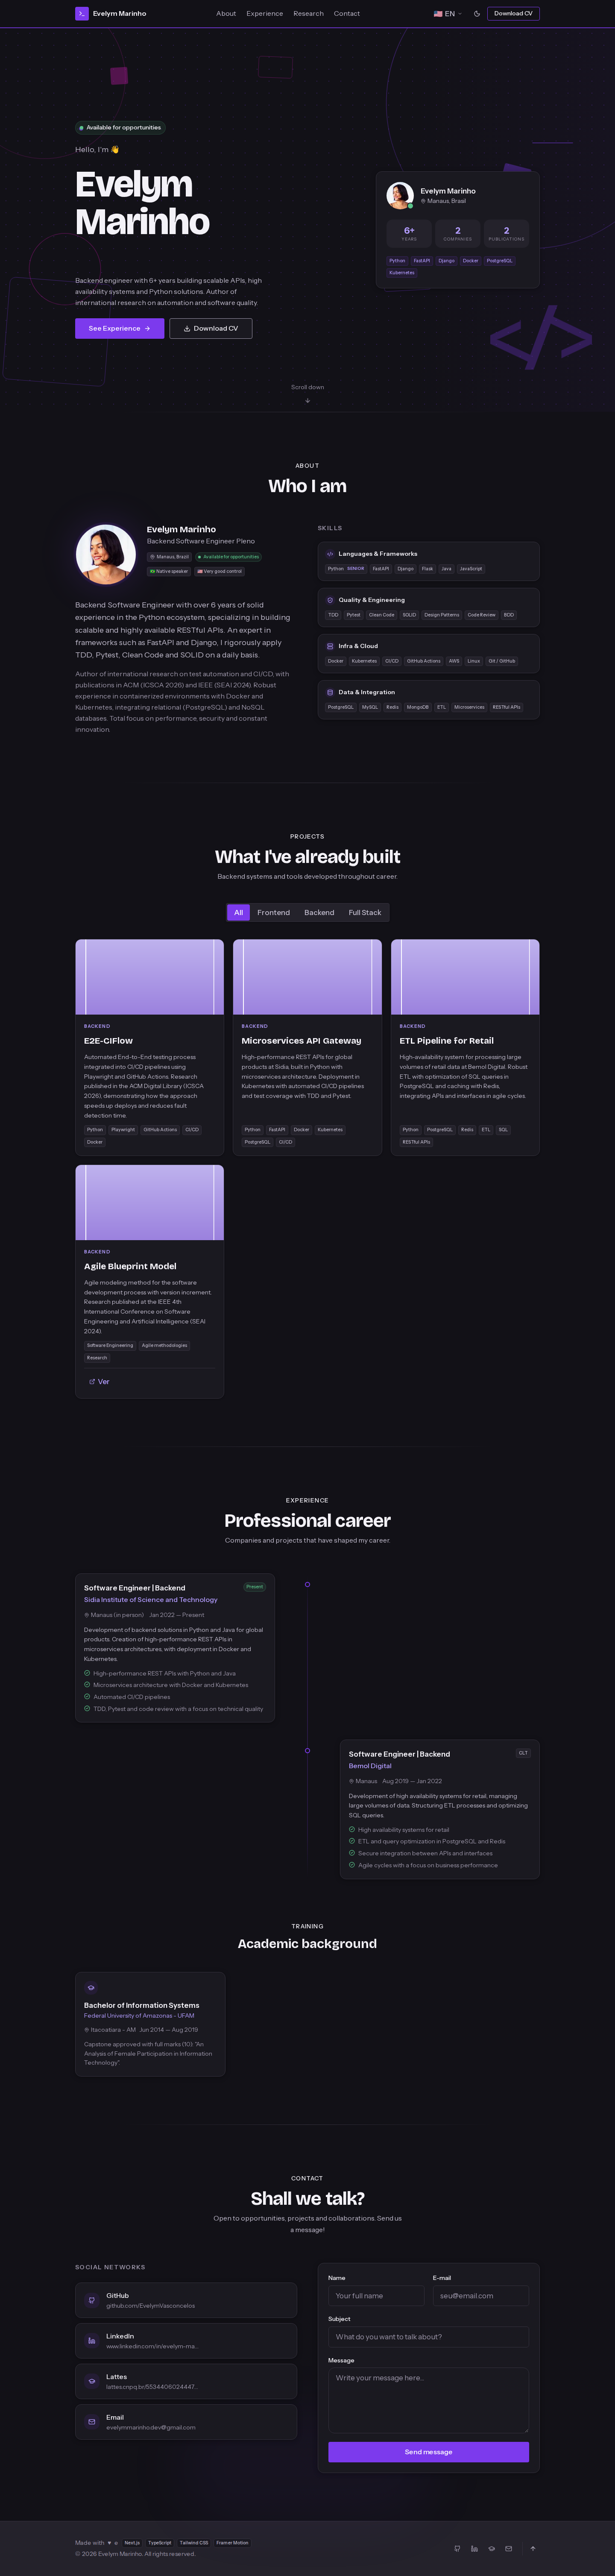 Evelym Marinho
About Experience Research Contact
EN
Download CV
Available for opportunities
Hello, I'm 👋
Evelym
Marinho
Backend engineer with 6+ years building scalable APIs, high
availability systems and Python solutions. Author of
international research on automation and software quality.
See Experience
Download CV
Evelym Marinho
Manaus, Brasil
6+
YEARS
2
COMPANIES
2
PUBLICATIONS
Python FastAPI Django Docker PostgreSQL
Kubernetes
</>
Scroll down
ABOUT
Who I am
Evelym Marinho
Backend Software Engineer Pleno
Manaus, Brasil
Available for opportunities
Native speaker
Very good control
Backend Software Engineer with over 6 years of solid
experience in the Python ecosystem, specializing in building
scalable and highly available RESTful APIs. An expert in
frameworks such as FastAPI and Django, I rigorously apply
TDD, Pytest, Clean Code and SOLID on a daily basis.
Author of international research on test automation and CI/CD, with
publications in ACM (ICSCA 2026) and IEEE (SEAI 2024). Robust
experience in containerized environments with Docker and
Kubernetes, integrating relational (PostgreSQL) and NoSQL
databases. Total focus on performance, security and constant
innovation.
SKILLS
Languages & Frameworks
Python SENIOR FastAPI Django Flask Java JavaScript
Quality & Engineering
TDD Pytest Clean Code SOLID Design Patterns Code Review BDD
Infra & Cloud
Docker Kubernetes CI/CD GitHub Actions AWS Linux Git / GitHub
Data & Integration
PostgreSQL MySQL Redis MongoDB ETL Microservices RESTful APIs
PROJECTS
What I've already built
Backend systems and tools developed throughout career.
All Frontend Backend Full Stack
BACKEND
E2E-CIFlow
Automated End-to-End testing process
integrated into CI/CD pipelines using
Playwright and GitHub Actions. Research
published in the ACM Digital Library (ICSCA
2026), demonstrating how the approach
speeds up deploys and reduces fault
detection time.
Python Playwright GitHub Actions CI/CD
Docker
BACKEND
Microservices API Gateway
High-performance REST APIs for global
products at Sidia, built in Python with
microservices architecture. Deployment in
Kubernetes with automated CI/CD pipelines
and test coverage with TDD and Pytest.
Python FastAPI Docker Kubernetes
PostgreSQL CI/CD
BACKEND
ETL Pipeline for Retail
High-availability system for processing large
volumes of retail data at Bemol Digital. Robust
ETL with optimization of SQL queries in
PostgreSQL and caching with Redis,
integrating APIs and interfaces in agile cycles.
Python PostgreSQL Redis ETL SQL
RESTful APIs
BACKEND
Agile Blueprint Model
Agile modeling method for the software
development process with version increment.
Research published at the IEEE 4th
International Conference on Software
Engineering and Artificial Intelligence (SEAI
2024).
Software Engineering Agile methodologies
Research
Ver
EXPERIENCE
Professional career
Companies and projects that have shaped my career.
Software Engineer | Backend
Present
Sidia Institute of Science and Technology
Manaus (in person) Jan 2022 — Present
Development of backend solutions in Python and Java for global
products. Creation of high-performance REST APIs in
microservices architectures, with deployment in Docker and
Kubernetes.
High-performance REST APIs with Python and Java
Microservices architecture with Docker and Kubernetes
Automated CI/CD pipelines
TDD, Pytest and code review with a focus on technical quality
Software Engineer | Backend
CLT
Bemol Digital
Manaus Aug 2019 — Jan 2022
Development of high availability systems for retail, managing
large volumes of data. Structuring ETL processes and optimizing
SQL queries.
High availability systems for retail
ETL and query optimization in PostgreSQL and Redis
Secure integration between APIs and interfaces
Agile cycles with a focus on business performance
TRAINING
Academic background
Bachelor of Information Systems
Federal University of Amazonas - UFAM
Itacoatiara - AM Jun 2014 — Aug 2019
Capstone approved with full marks (10): "An
Analysis of Female Participation in Information
Technology".
CONTACT
Shall we talk?
Open to opportunities, projects and collaborations. Send us
a message!
SOCIAL NETWORKS
GitHub
github.com/EvelymVasconcelos
LinkedIn
www.linkedin.com/in/evelym-ma...
Lattes
lattes.cnpq.br/5534406024447...
Email
evelymmarinho.dev@gmail.com
Name
Your full name
E-mail
seu@email.com
Subject
What do you want to talk about?
Message
Write your message here...
Send message
Made with ♥ e Next.js TypeScript Tailwind CSS Framer Motion
© 2026 Evelym Marinho. All rights reserved.